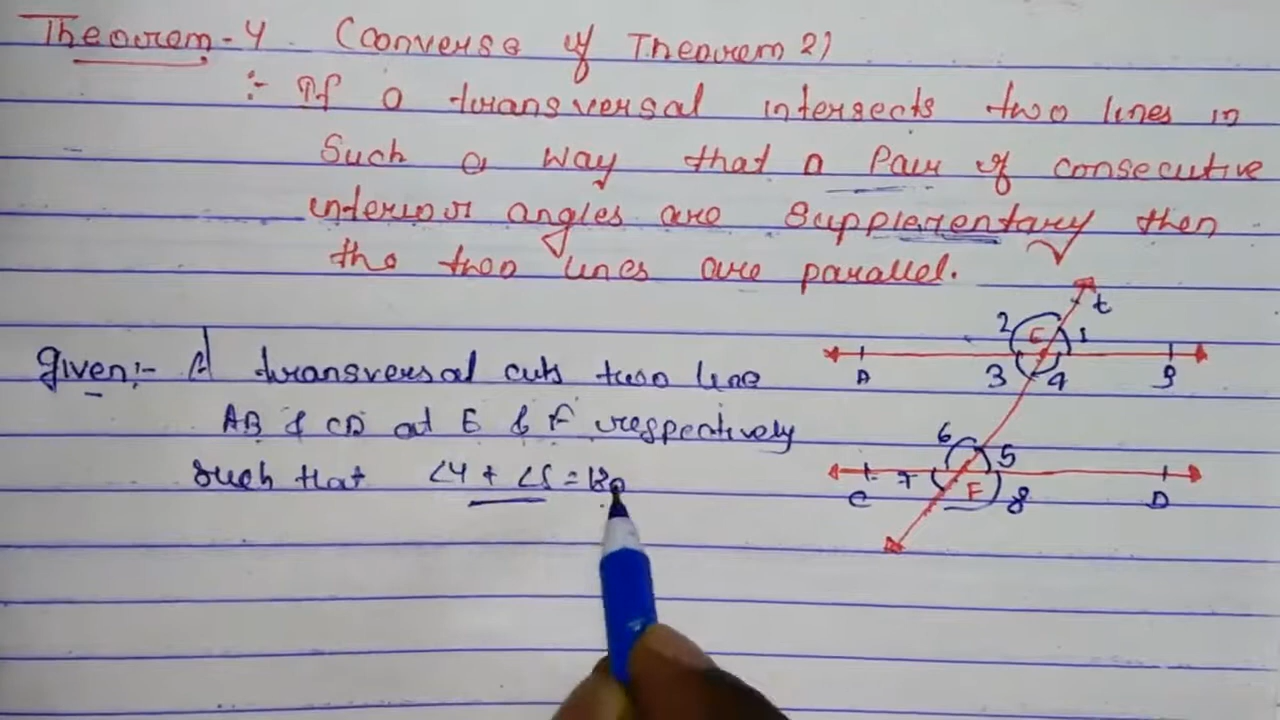 Theorem-4 (Converse of Theorem 2)
:- If a transversal intersects two lines in
Such a way that a Pair of consecutive
interior angles are Supplementary then
the two lines are parallel.
t
2 E 1
A 3 4 B
Given:- A transversal cuts two line
AB & CD at E & F respectively
such that ∠4 + ∠5 = 180
6 5
C 7 F 8 D